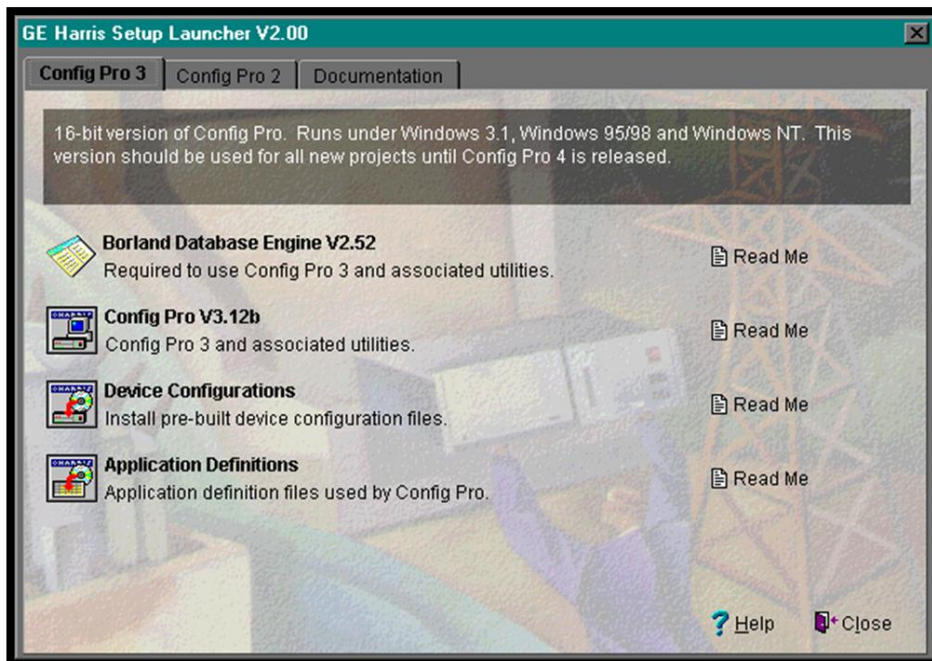 GE Harris Setup Launcher V2.00
Config Pro 3
Config Pro 2
Documentation
16-bit version of Config Pro. Runs under Windows 3.1, Windows 95/98 and Windows NT. This
version should be used for all new projects until Config Pro 4 is released.
Borland Database Engine V2.52
Required to use Config Pro 3 and associated utilities.
Read Me
Config Pro V3.12b
Config Pro 3 and associated utilities.
Read Me
Device Configurations
Install pre-built device configuration files.
Read Me
Application Definitions
Application definition files used by Config Pro.
Read Me
Help
Close